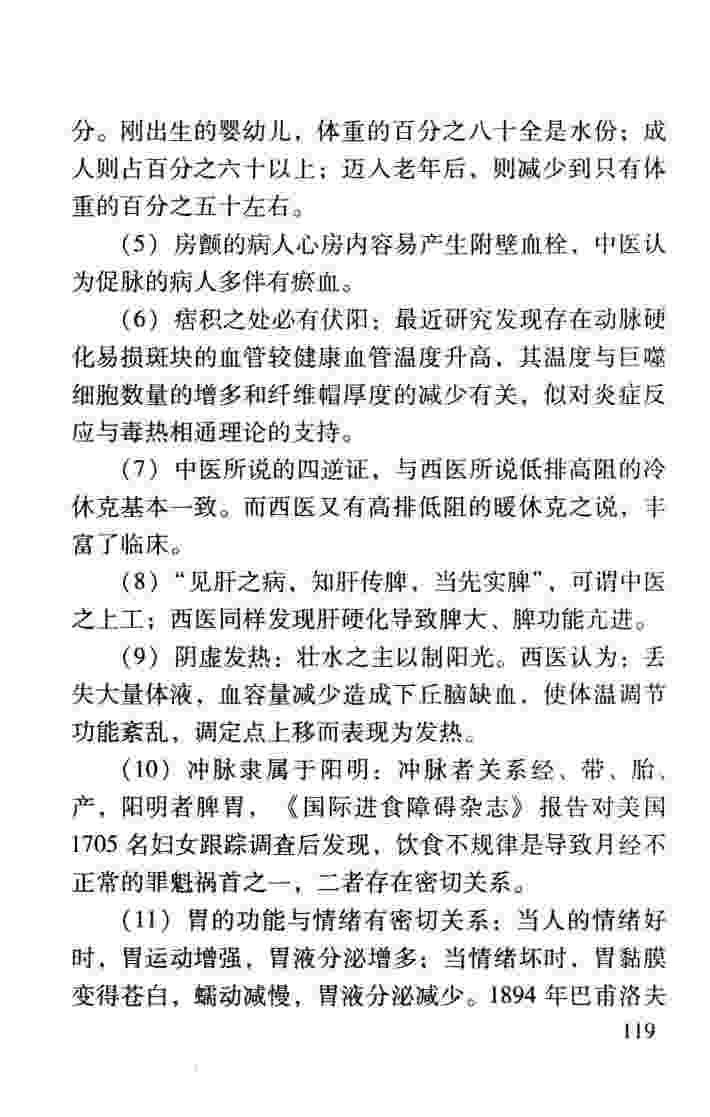 分。刚出生的婴幼儿，体重的百分之八十全是水份；成
人则占百分之六十以上；迈入老年后，则减少到只有体
重的百分之五十左右。
（5）房颤的病人心房内容易产生附壁血栓，中医认
为促脉的病人多伴有瘀血。
（6）痞积之处必有伏阳：最近研究发现存在动脉硬
化易损斑块的血管较健康血管温度升高，其温度与巨噬
细胞数量的增多和纤维帽厚度的减少有关，似对炎症反
应与毒热相通理论的支持。
（7）中医所说的四逆证，与西医所说低排高阻的冷
休克基本一致。而西医又有高排低阻的暖休克之说，丰
富了临床。
（8）“见肝之病，知肝传脾，当先实脾”，可谓中医
之上工；西医同样发现肝硬化导致脾大、脾功能亢进。
（9）阴虚发热：壮水之主以制阳光。西医认为：丢
失大量体液，血容量减少造成下丘脑缺血，使体温调节
功能紊乱，调定点上移而表现为发热。
（10）冲脉隶属于阳明：冲脉者关系经、带、胎、
产，阳明者脾胃，《国际进食障碍杂志》报告对美国
1705 名妇女跟踪调查后发现，饮食不规律是导致月经不
正常的罪魁祸首之一，二者存在密切关系。
（11）胃的功能与情绪有密切关系：当人的情绪好
时，胃运动增强，胃液分泌增多；当情绪坏时，胃黏膜
变得苍白，蠕动减慢，胃液分泌减少。1894 年巴甫洛夫
119